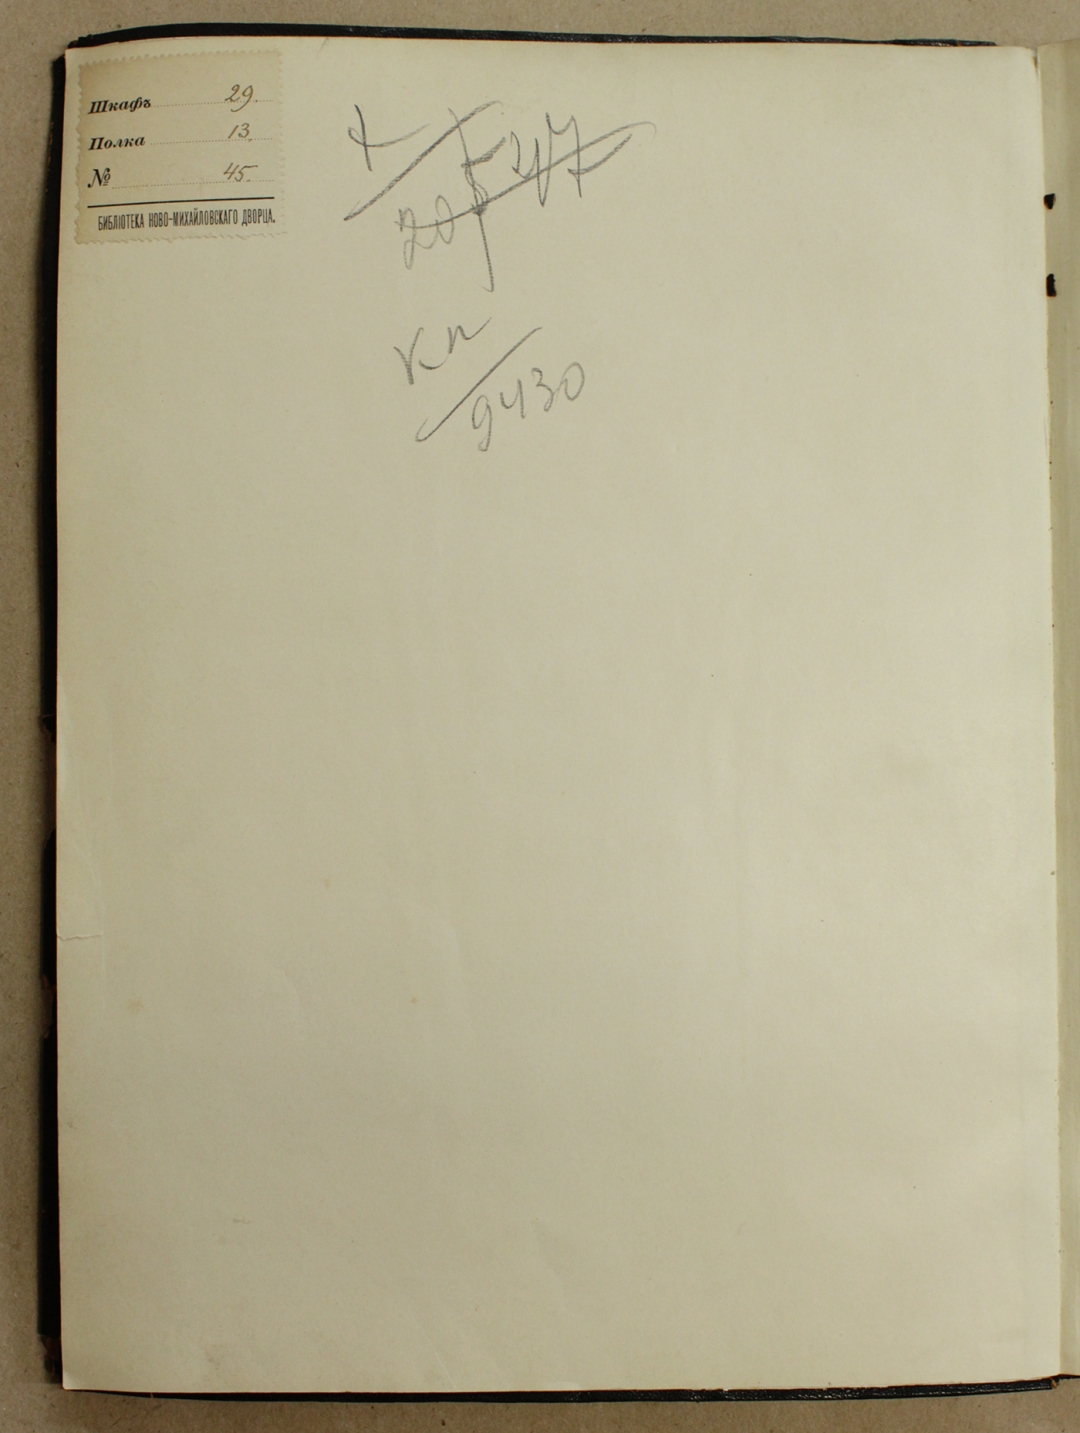 Шкафъ 29.
Полка 13.
№ 45.
БИБЛІОТЕКА НОВО-МИХАЙЛОВСКАГО ДВОРЦА.
Кп
9430